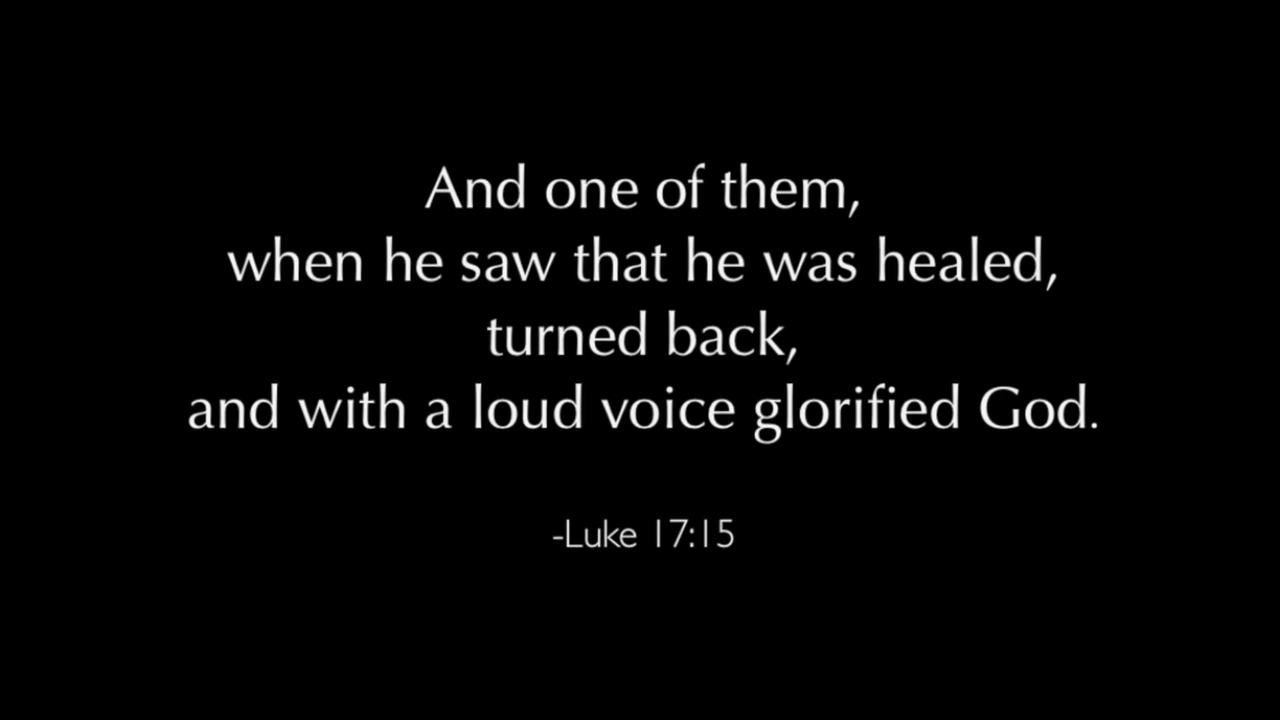 And one of them,
when he saw that he was healed,
turned back,
and with a loud voice glorified God.
-Luke 17:15